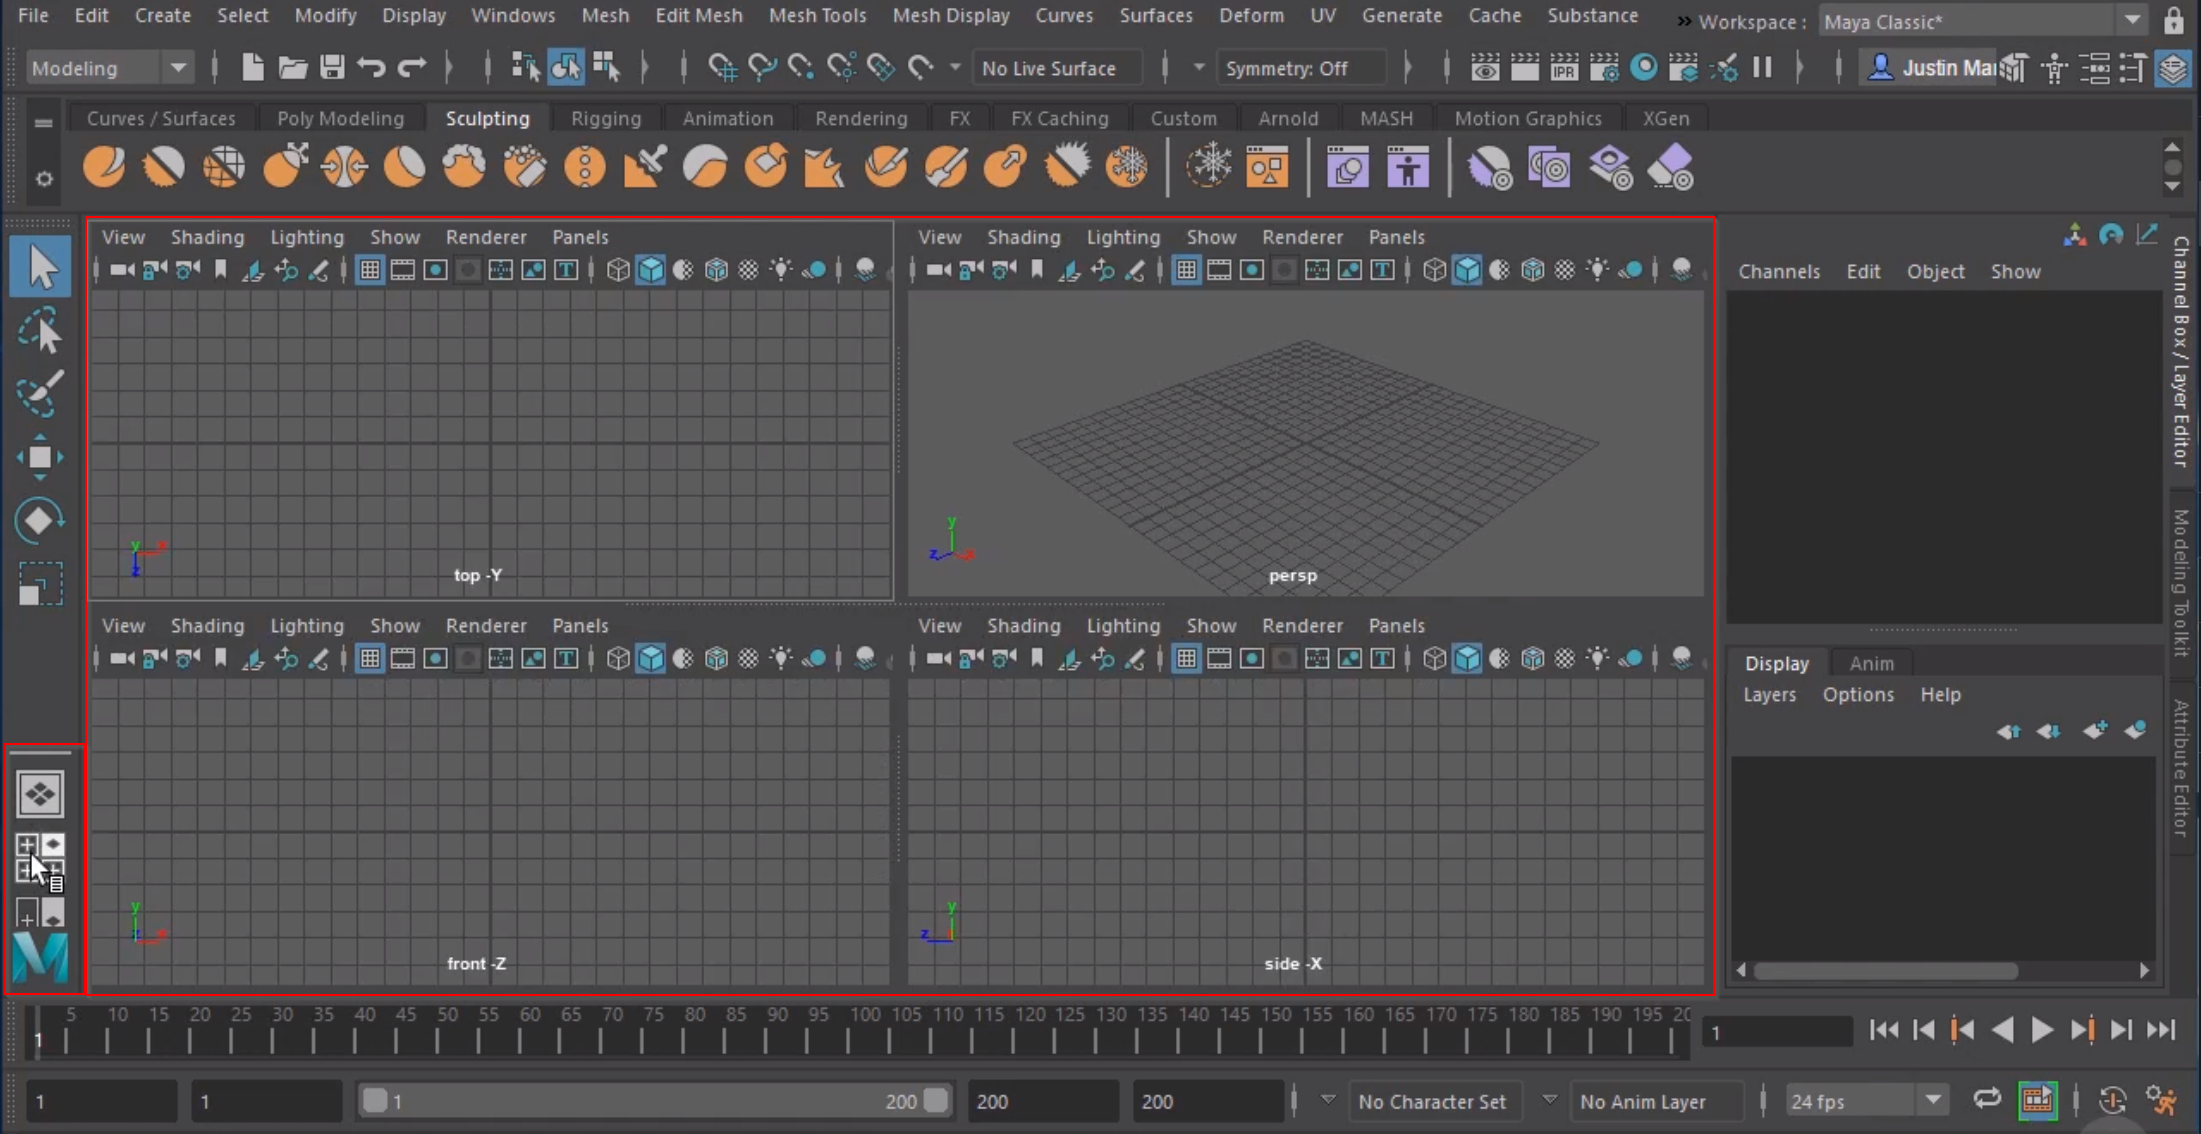 File Edit Create Select Modify Display Windows Mesh Edit Mesh Mesh Tools Mesh Display Curves Surfaces Deform UV Generate Cache Substance » Workspace : Maya Classic*
Modeling No Live Surface Symmetry: Off IPR Justin Mar
Curves / Surfaces Poly Modeling Sculpting Rigging Animation Rendering FX FX Caching Custom Arnold MASH Motion Graphics XGen
View Shading Lighting Show Renderer Panels
View Shading Lighting Show Renderer Panels
Channels Edit Object Show
T
T
y x z
top -Y
y z x
persp
Channel Box / Layer Editor
Modeling Toolkit
Attribute Editor
View Shading Lighting Show Renderer Panels
View Shading Lighting Show Renderer Panels
T
T
Display Anim
Layers Options Help
y z x
front -Z
y z
side -X
M
5 10 15 20 25 30 35 40 45 50 55 60 65 70 75 80 85 90 95 100 105 110 115 120 125 130 135 140 145 150 155 160 165 170 175 180 185 190 195 20
1
1
1 1 1 200 200 200 No Character Set No Anim Layer 24 fps